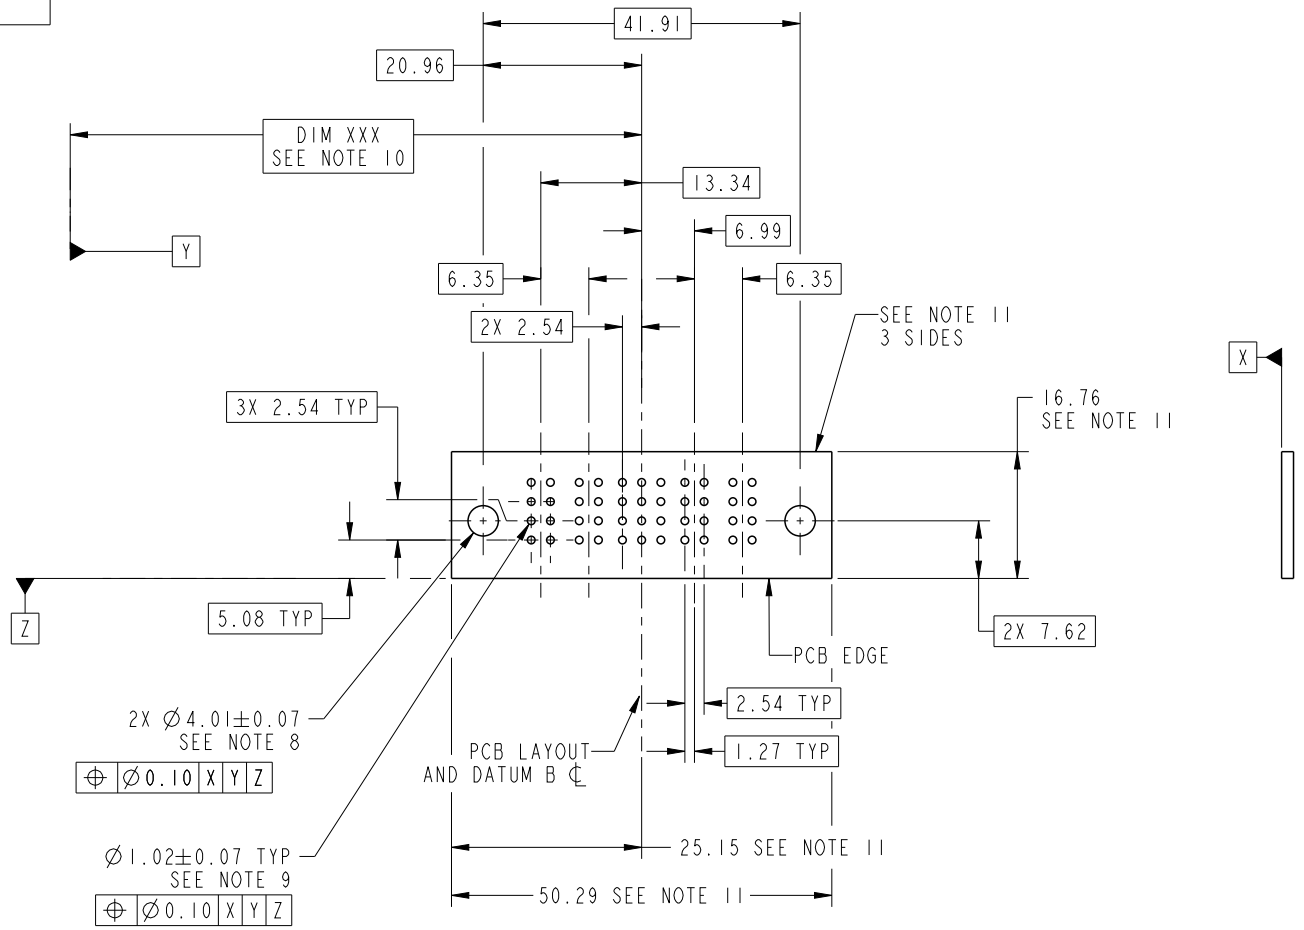 41.91
20.96
DIM XXX
SEE NOTE 10
13.34
6.99
Y
6.35
6.35
2X 2.54
SEE NOTE 11
3 SIDES
X
3X 2.54 TYP
16.76
SEE NOTE 11
5.08 TYP
Z
2X 7.62
PCB EDGE
2.54 TYP
2X Ø4.01±0.07
SEE NOTE 8
PCB LAYOUT
AND DATUM B ℄
1.27 TYP
⌖ Ø0.10 X Y Z
25.15 SEE NOTE 11
Ø1.02±0.07 TYP
SEE NOTE 9
50.29 SEE NOTE 11
⌖ Ø0.10 X Y Z